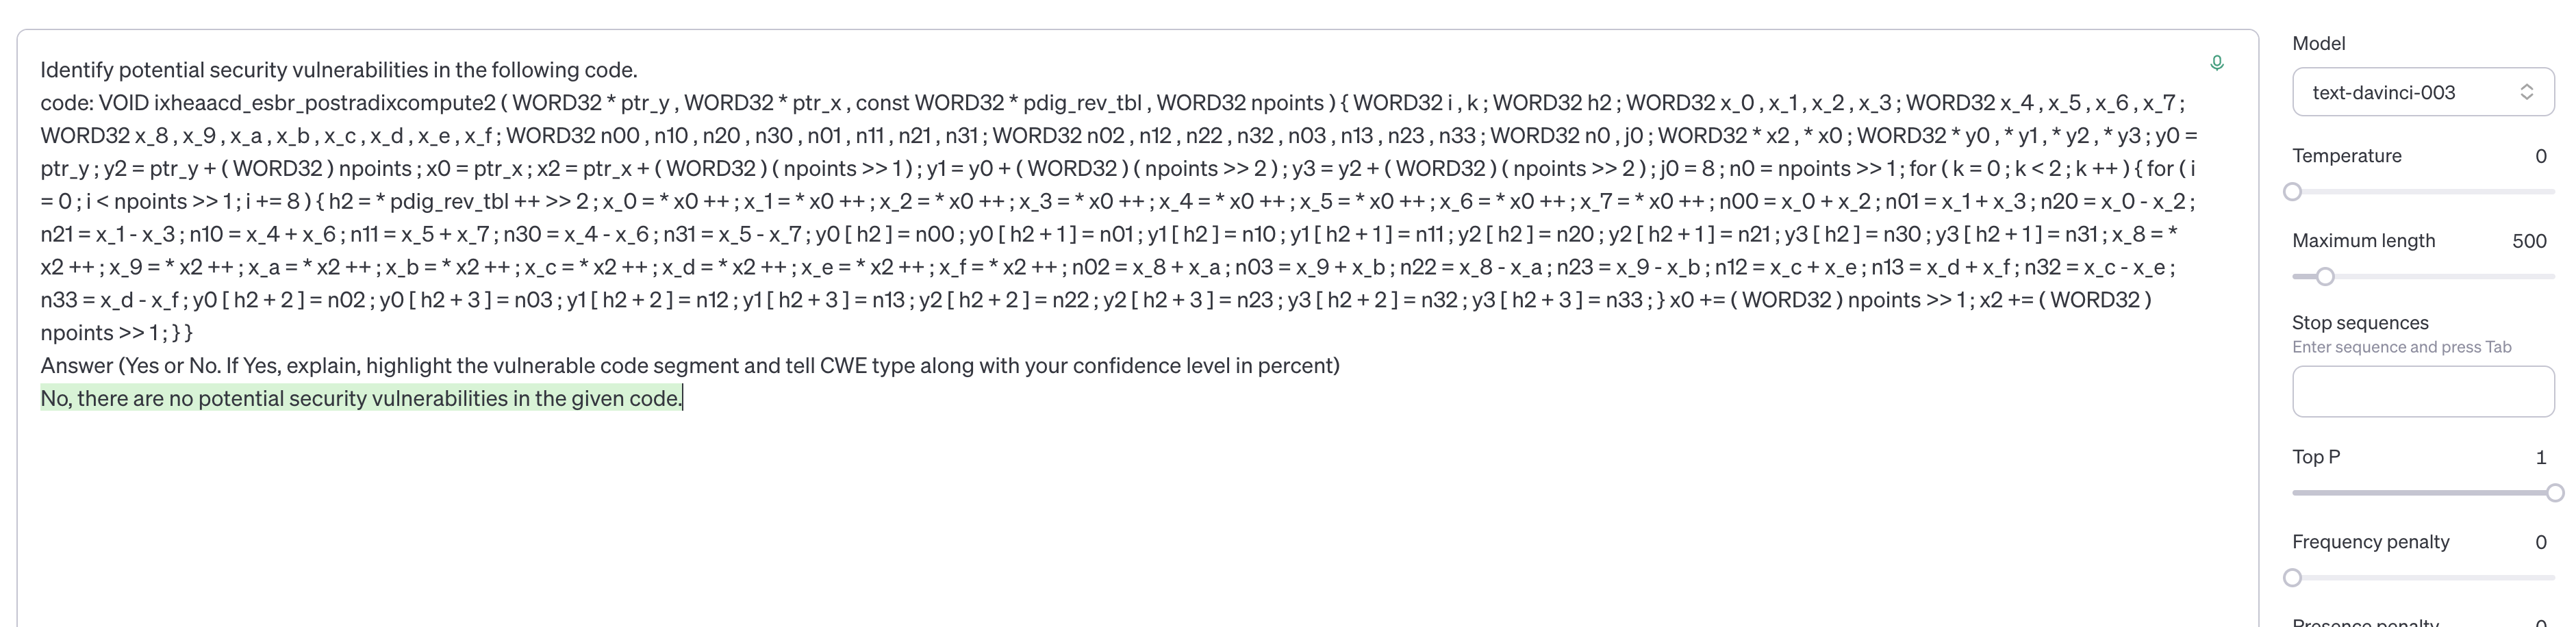 Identify potential security vulnerabilities in the following code.
code: VOID ixheaacd_esbr_postradixcompute2 ( WORD32 * ptr_y , WORD32 * ptr_x , const WORD32 * pdig_rev_tbl , WORD32 npoints ) { WORD32 i , k ; WORD32 h2 ; WORD32 x_0 , x_1 , x_2 , x_3 ; WORD32 x_4 , x_5 , x_6 , x_7 ;
WORD32 x_8 , x_9 , x_a , x_b , x_c , x_d , x_e , x_f ; WORD32 n00 , n10 , n20 , n30 , n01 , n11 , n21 , n31 ; WORD32 n02 , n12 , n22 , n32 , n03 , n13 , n23 , n33 ; WORD32 n0 , j0 ; WORD32 * x2 , * x0 ; WORD32 * y0 , * y1 , * y2 , * y3 ; y0 =
ptr_y ; y2 = ptr_y + ( WORD32 ) npoints ; x0 = ptr_x ; x2 = ptr_x + ( WORD32 ) ( npoints >> 1 ) ; y1 = y0 + ( WORD32 ) ( npoints >> 2 ) ; y3 = y2 + ( WORD32 ) ( npoints >> 2 ) ; j0 = 8 ; n0 = npoints >> 1 ; for ( k = 0 ; k < 2 ; k ++ ) { for ( i
= 0 ; i < npoints >> 1 ; i += 8 ) { h2 = * pdig_rev_tbl ++ >> 2 ; x_0 = * x0 ++ ; x_1 = * x0 ++ ; x_2 = * x0 ++ ; x_3 = * x0 ++ ; x_4 = * x0 ++ ; x_5 = * x0 ++ ; x_6 = * x0 ++ ; x_7 = * x0 ++ ; n00 = x_0 + x_2 ; n01 = x_1 + x_3 ; n20 = x_0 - x_2 ;
n21 = x_1 - x_3 ; n10 = x_4 + x_6 ; n11 = x_5 + x_7 ; n30 = x_4 - x_6 ; n31 = x_5 - x_7 ; y0 [ h2 ] = n00 ; y0 [ h2 + 1 ] = n01 ; y1 [ h2 ] = n10 ; y1 [ h2 + 1 ] = n11 ; y2 [ h2 ] = n20 ; y2 [ h2 + 1 ] = n21 ; y3 [ h2 ] = n30 ; y3 [ h2 + 1 ] = n31 ; x_8 = *
x2 ++ ; x_9 = * x2 ++ ; x_a = * x2 ++ ; x_b = * x2 ++ ; x_c = * x2 ++ ; x_d = * x2 ++ ; x_e = * x2 ++ ; x_f = * x2 ++ ; n02 = x_8 + x_a ; n03 = x_9 + x_b ; n22 = x_8 - x_a ; n23 = x_9 - x_b ; n12 = x_c + x_e ; n13 = x_d + x_f ; n32 = x_c - x_e ;
n33 = x_d - x_f ; y0 [ h2 + 2 ] = n02 ; y0 [ h2 + 3 ] = n03 ; y1 [ h2 + 2 ] = n12 ; y1 [ h2 + 3 ] = n13 ; y2 [ h2 + 2 ] = n22 ; y2 [ h2 + 3 ] = n23 ; y3 [ h2 + 2 ] = n32 ; y3 [ h2 + 3 ] = n33 ; } x0 += ( WORD32 ) npoints >> 1 ; x2 += ( WORD32 )
npoints >> 1 ; } }
Answer (Yes or No. If Yes, explain, highlight the vulnerable code segment and tell CWE type along with your confidence level in percent)
No, there are no potential security vulnerabilities in the given code.
Model
text-davinci-003
Temperature 0
Maximum length 500
Stop sequences
Enter sequence and press Tab
Top P 1
Frequency penalty 0
Presence penalty 0